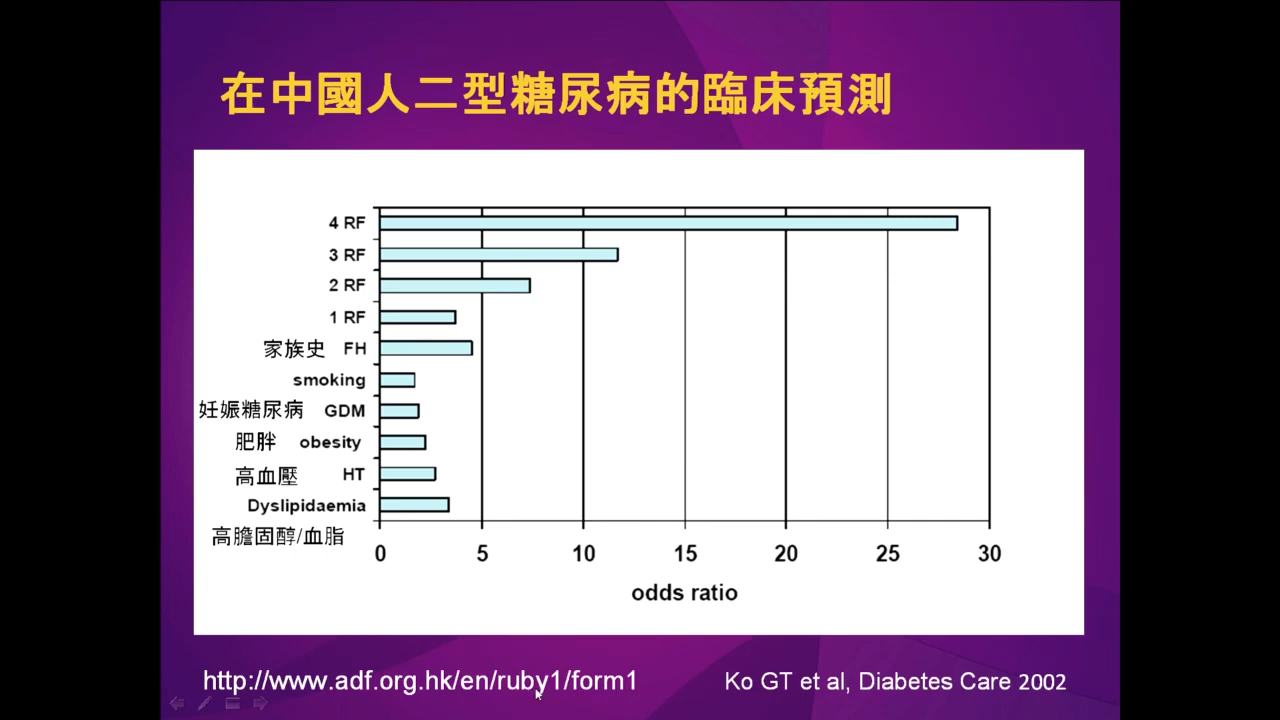 在中國人二型糖尿病的臨床預測
4 RF
3 RF
2 RF
1 RF
家族史 FH
smoking
妊娠糖尿病 GDM
肥胖 obesity
高血壓 HT
Dyslipidaemia
高膽固醇/血脂
0 5 10 15 20 25 30
odds ratio
http://www.adf.org.hk/en/ruby1/form1
Ko GT et al, Diabetes Care 2002